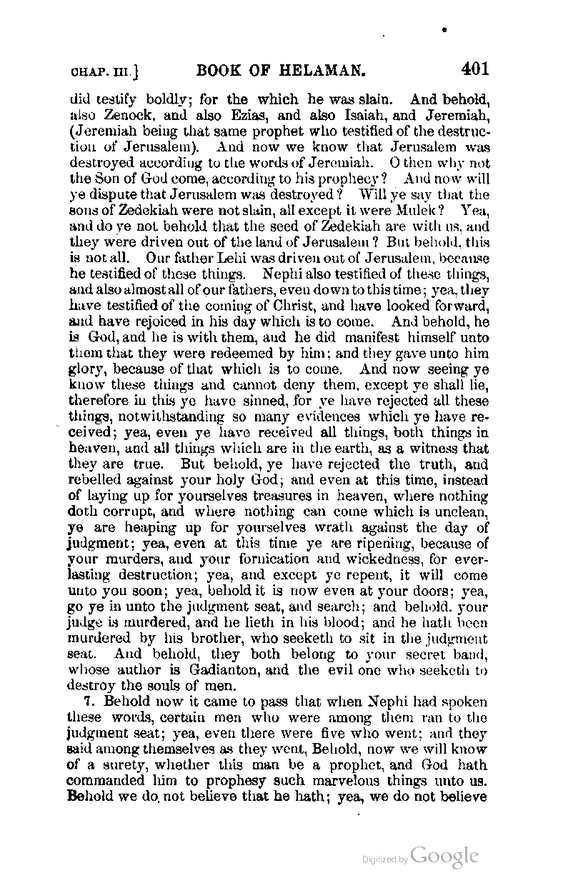 CHAP. III.] BOOK OF HELAMAN. 401
did testify boldly; for the which he was slain. And behold,
also Zenock, and also Ezias, and also Isaiah, and Jeremiah,
(Jeremiah being that same prophet who testified of the destruc-
tion of Jerusalem). And now we know that Jerusalem was
destroyed according to the words of Jeremiah. O then why not
the Son of God come, according to his prophecy? And now will
ye dispute that Jerusalem was destroyed? Will ye say that the
sons of Zedekiah were not slain, all except it were Mulek? Yea,
and do ye not behold that the seed of Zedekiah are with us, and
they were driven out of the land of Jerusalem? But behold, this
is not all. Our father Lehi was driven out of Jerusalem, because
he testified of these things. Nephi also testified of these things,
and also almost all of our fathers, even down to this time; yea, they
have testified of the coming of Christ, and have looked forward,
and have rejoiced in his day which is to come. And behold, he
is God, and he is with them, and he did manifest himself unto
them that they were redeemed by him; and they gave unto him
glory, because of that which is to come. And now seeing ye
know these things and cannot deny them, except ye shall lie,
therefore in this ye have sinned, for ye have rejected all these
things, notwithstanding so many evidences which ye have re-
ceived; yea, even ye have received all things, both things in
heaven, and all things which are in the earth, as a witness that
they are true. But behold, ye have rejected the truth, and
rebelled against your holy God; and even at this time, instead
of laying up for yourselves treasures in heaven, where nothing
doth corrupt, and where nothing can come which is unclean,
ye are heaping up for yourselves wrath against the day of
judgment; yea, even at this time ye are ripening, because of
your murders, and your fornication and wickedness, for ever-
lasting destruction; yea, and except ye repent, it will come
unto you soon; yea, behold it is now even at your doors; yea,
go ye in unto the judgment seat, and search; and behold, your
judge is murdered, and he lieth in his blood; and he hath been
murdered by his brother, who seeketh to sit in the judgment
seat. And behold, they both belong to your secret band,
whose author is Gadianton, and the evil one who seeketh to
destroy the souls of men.
7. Behold now it came to pass that when Nephi had spoken
these words, certain men who were among them ran to the
judgment seat; yea, even there were five who went; and they
said among themselves as they went, Behold, now we will know
of a surety, whether this man be a prophet, and God hath
commanded him to prophesy such marvelous things unto us.
Behold we do not believe that he hath; yea, we do not believe
Digitized by Google